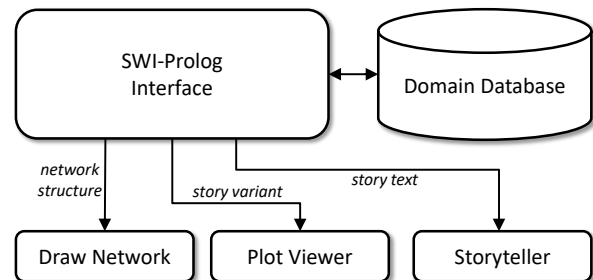 SWI-Prolog
Interface
Domain Database
network
structure
story variant
story text
Draw Network
Plot Viewer
Storyteller